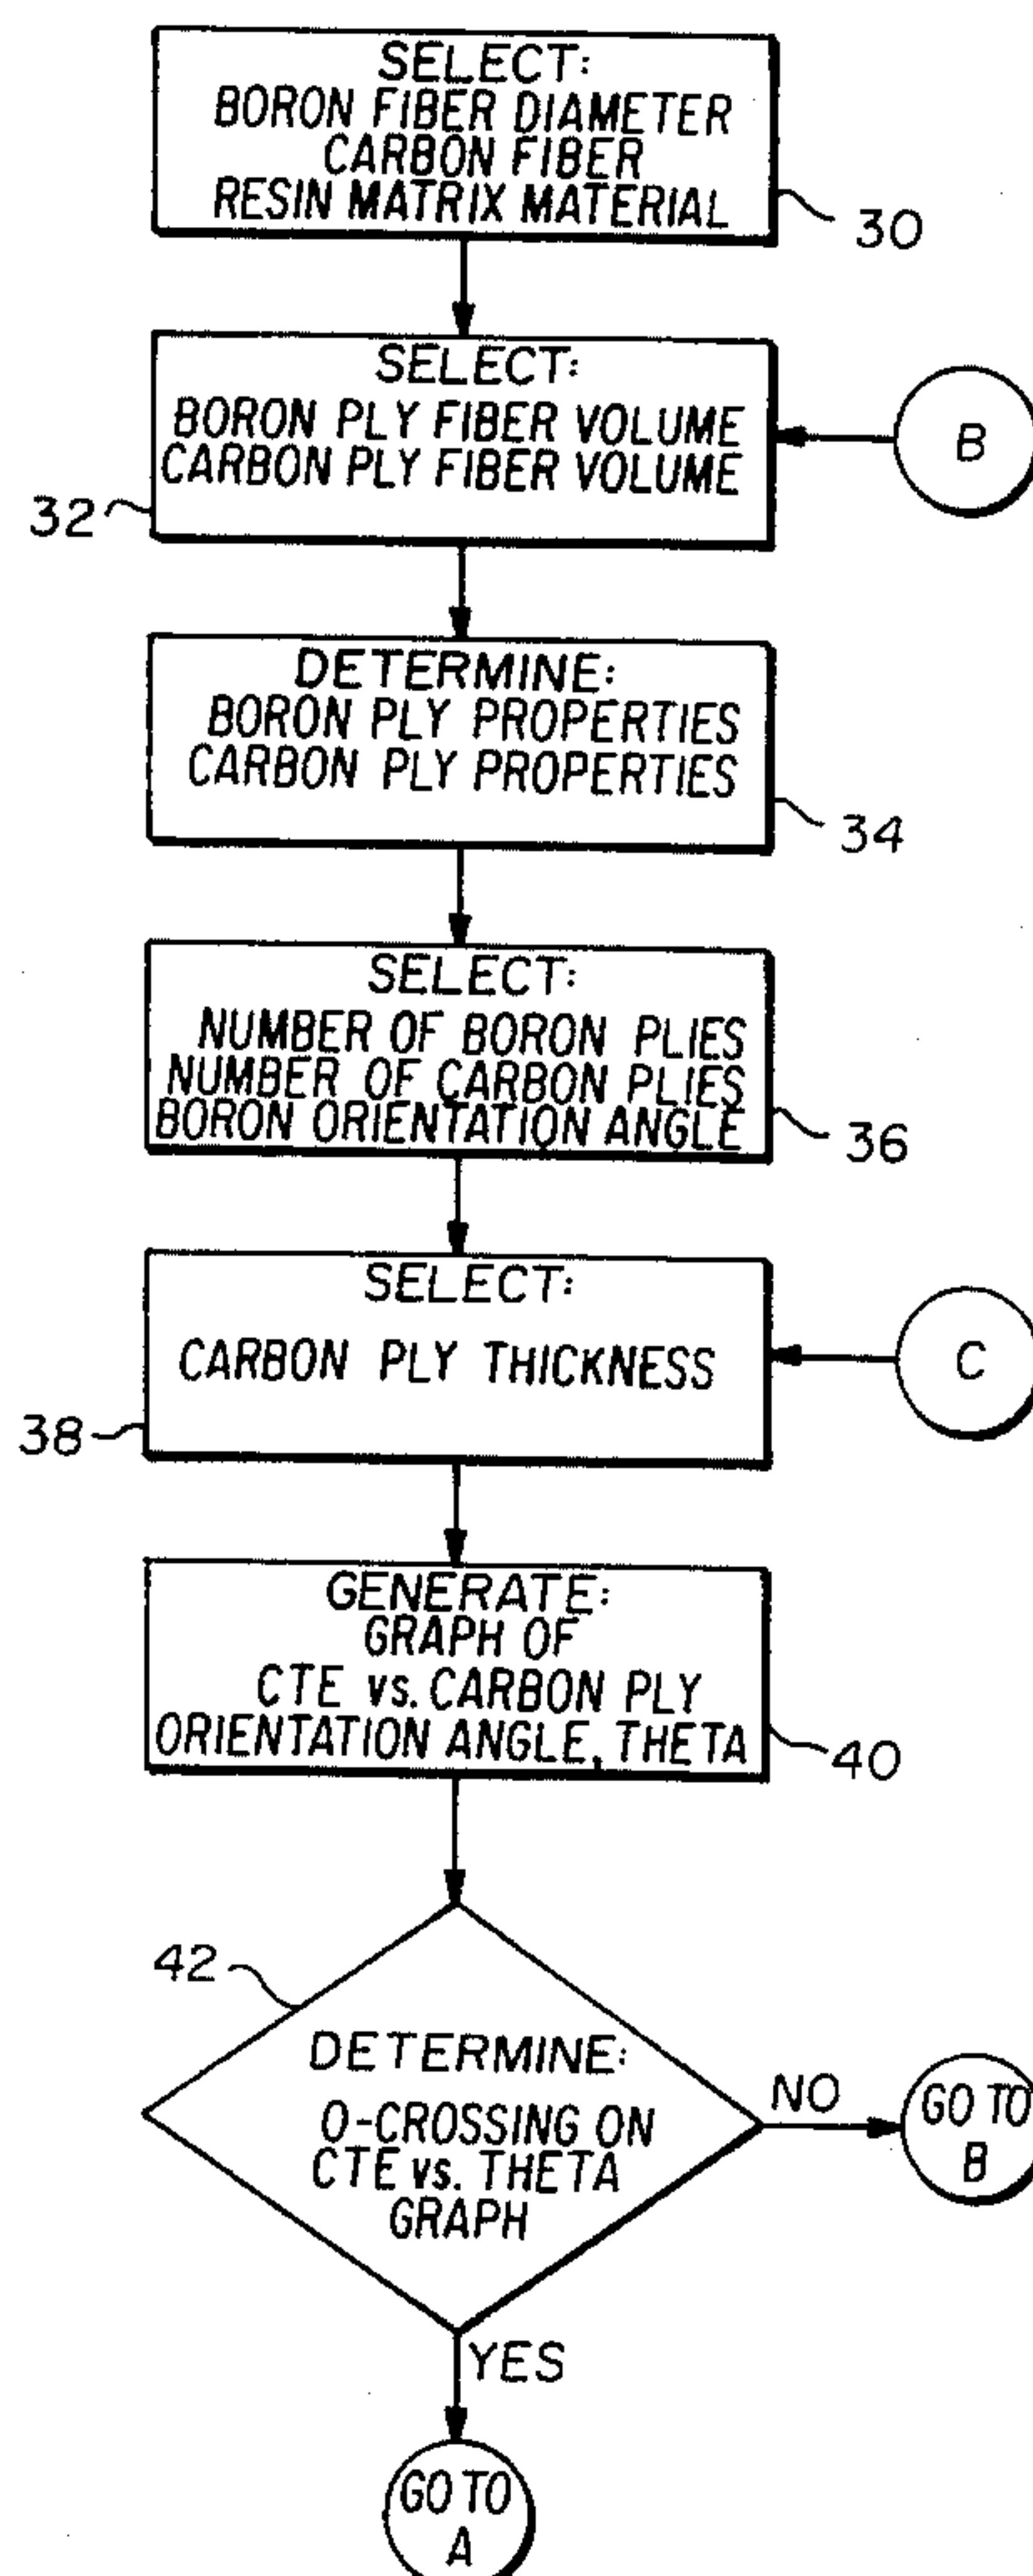 SELECT:
BORON FIBER DIAMETER
CARBON FIBER
RESIN MATRIX MATERIAL
30
SELECT:
BORON PLY FIBER VOLUME
CARBON PLY FIBER VOLUME
32
B
DETERMINE:
BORON PLY PROPERTIES
CARBON PLY PROPERTIES
34
SELECT:
NUMBER OF BORON PLIES
NUMBER OF CARBON PLIES
BORON ORIENTATION ANGLE
36
SELECT:
CARBON PLY THICKNESS
38
C
GENERATE:
GRAPH OF
CTE vs. CARBON PLY
ORIENTATION ANGLE, THETA
40
42
DETERMINE:
0-CROSSING ON
CTE vs. THETA
GRAPH
NO
GO TO
B
YES
GO TO
A